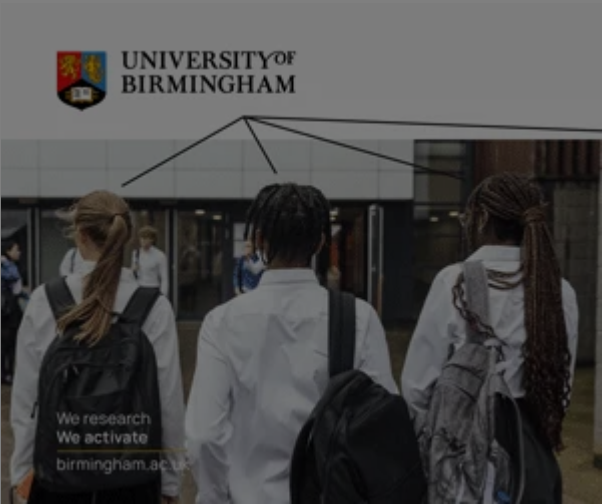 UNIVERSITY OF
BIRMINGHAM
We research
We activate
birmingham.ac.uk